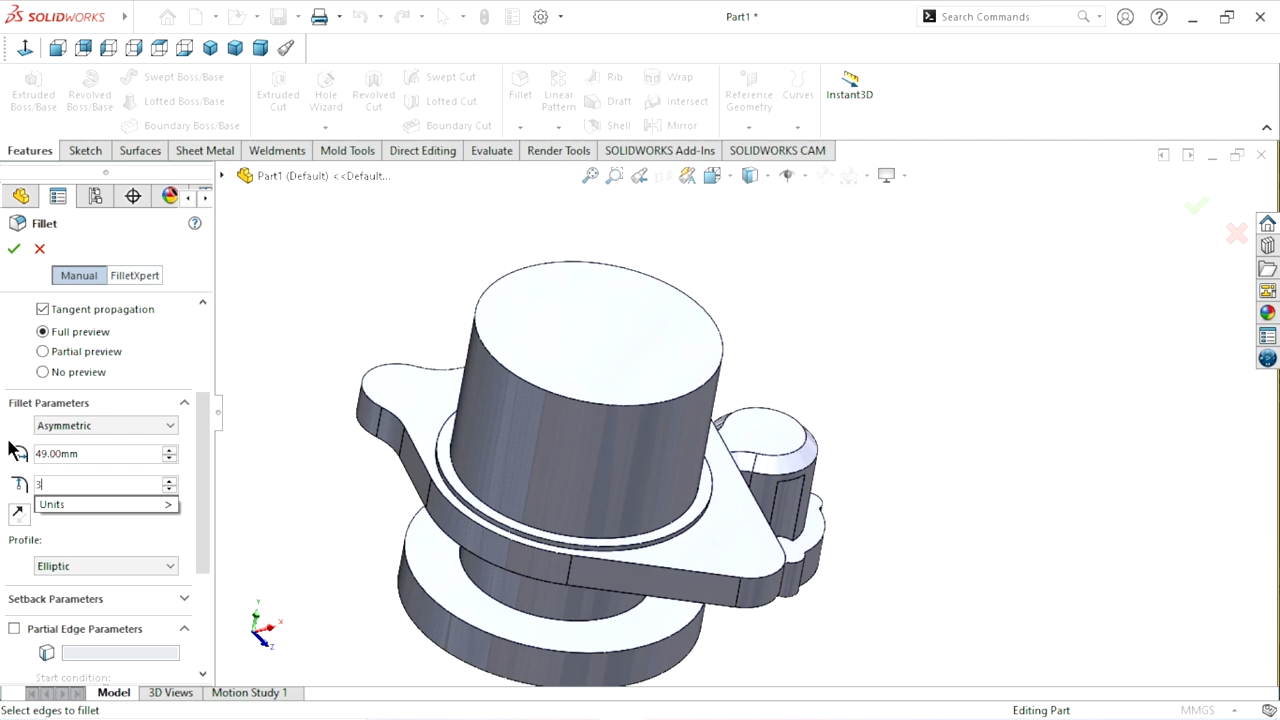 SOLIDWORKS
Part1 *
Search Commands
Extruded Boss/Base
Revolved Boss/Base
Swept Boss/Base
Lofted Boss/Base
Boundary Boss/Base
Extruded Cut
Hole Wizard
Revolved Cut
Swept Cut
Lofted Cut
Boundary Cut
Fillet
Linear Pattern
Rib
Draft
Shell
Wrap
Intersect
Mirror
Reference Geometry
Curves
Instant3D
Features
Sketch
Surfaces
Sheet Metal
Weldments
Mold Tools
Direct Editing
Evaluate
Render Tools
SOLIDWORKS Add-Ins
SOLIDWORKS CAM
Part1 (Default) <<Default...
Fillet
Manual
FilletXpert
Tangent propagation
Full preview
Partial preview
No preview
Fillet Parameters
Asymmetric
49.00mm
3
Units >
Profile:
Elliptic
Setback Parameters
Partial Edge Parameters
Start condition:
Y
X
Z
Model
3D Views
Motion Study 1
Select edges to fillet
Editing Part
MMGS